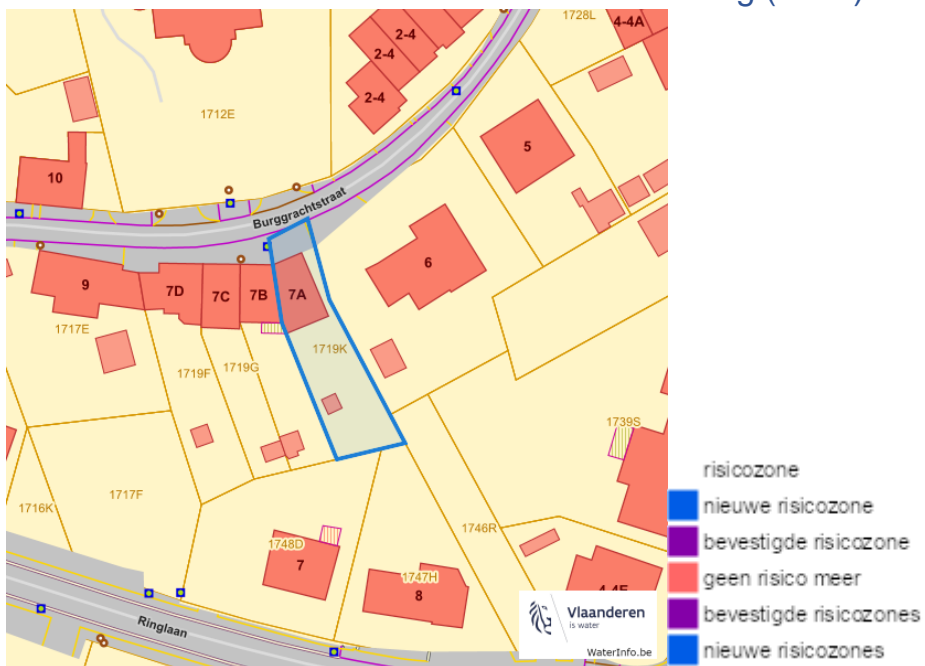 1728L
4-4A
2-4
2-4
2-4
1712E
5
10
Burggrachtstraat
6
9
7D
7C
7B
7A
1717E
1719K
1719F
1719G
1739S
risicozone
nieuwe risicozone
1717F
1716K
1746R
bevestigde risicozone
1748D
7
geen risico meer
1747H
8
4-4E
Vlaanderen
is water
bevestigde risicozones
Ringlaan
WaterInfo.be
nieuwe risicozones